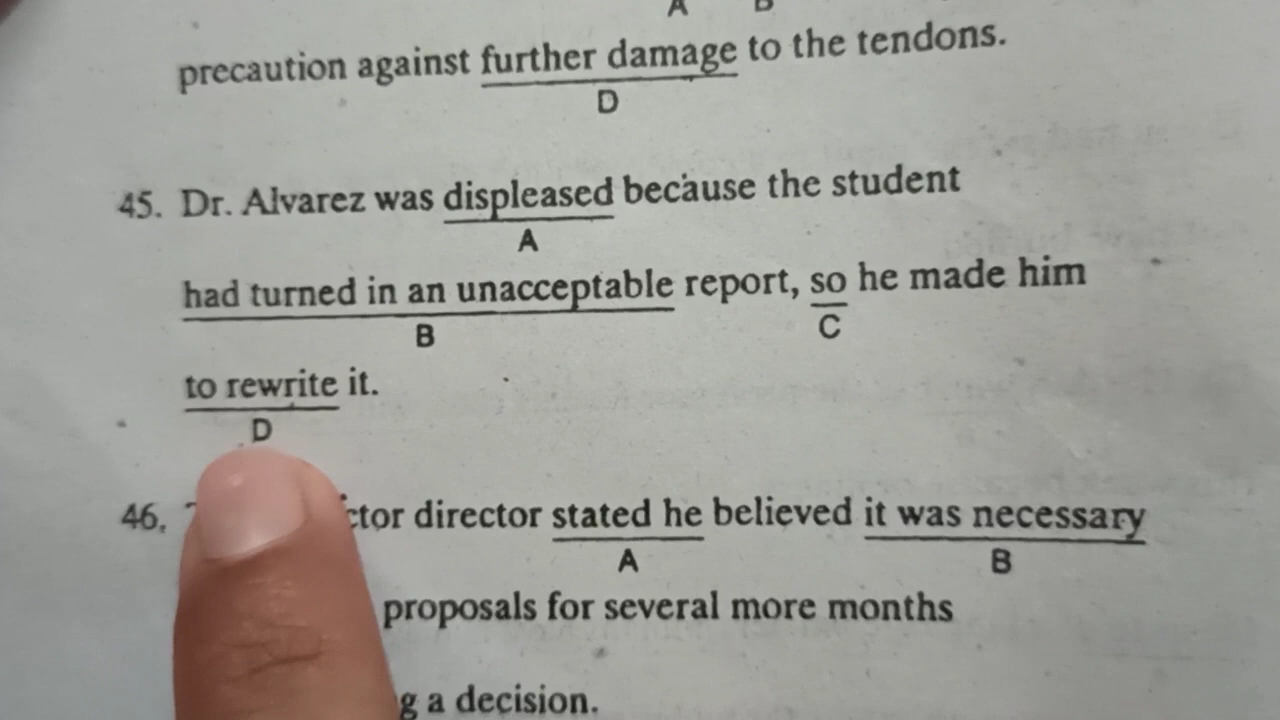 A B
precaution against further damage to the tendons.
D
45. Dr. Alvarez was displeased because the student
A
had turned in an unacceptable report, so he made him
B C
to rewrite it.
D
46. director stated he believed it was necessary
A B
proposals for several more months
a decision.